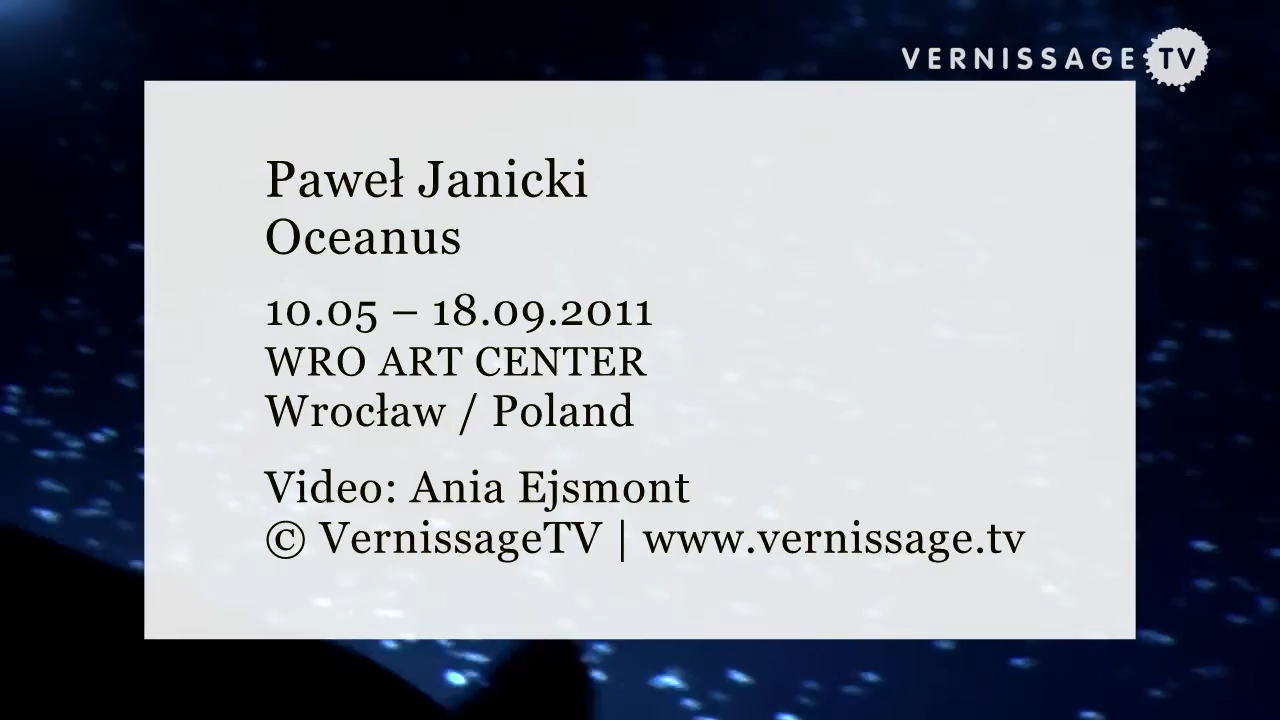 VERNISSAGE TV
Paweł Janicki
Oceanus
10.05 – 18.09.2011
WRO ART CENTER
Wrocław / Poland
Video: Ania Ejsmont
© VernissageTV | www.vernissage.tv